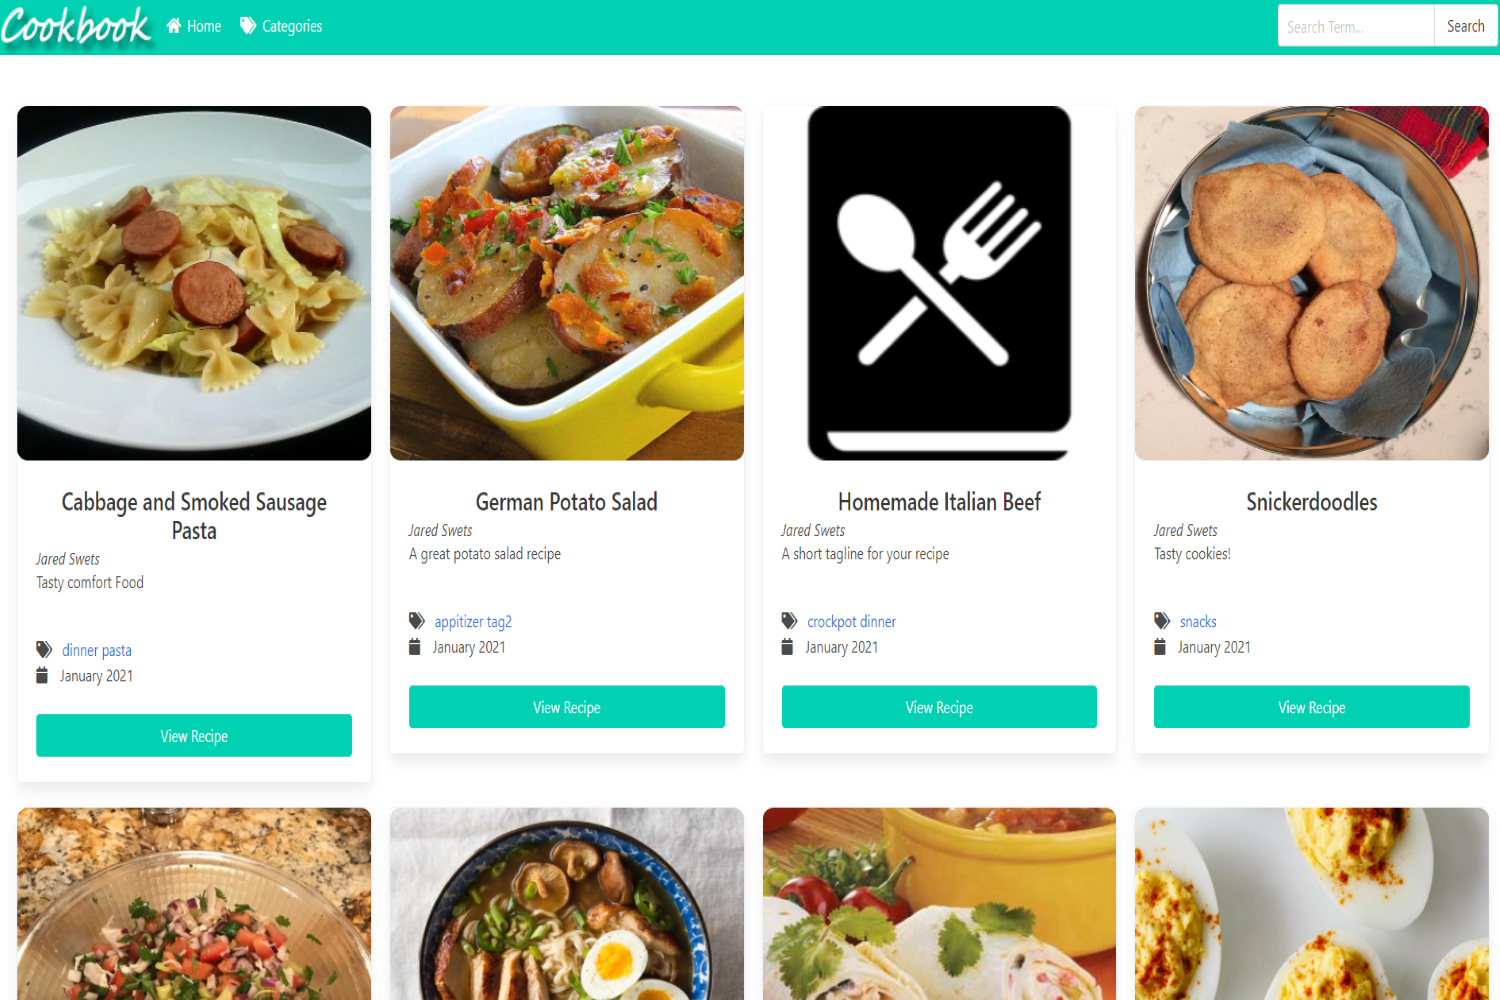 Cookbook Home Categories Search Term... Search
Cabbage and Smoked Sausage
Pasta
Jared Swets
Tasty comfort Food
dinner pasta
January 2021
View Recipe
German Potato Salad
Jared Swets
A great potato salad recipe
appitizer tag2
January 2021
View Recipe
Homemade Italian Beef
Jared Swets
A short tagline for your recipe
crockpot dinner
January 2021
View Recipe
Snickerdoodles
Jared Swets
Tasty cookies!
snacks
January 2021
View Recipe